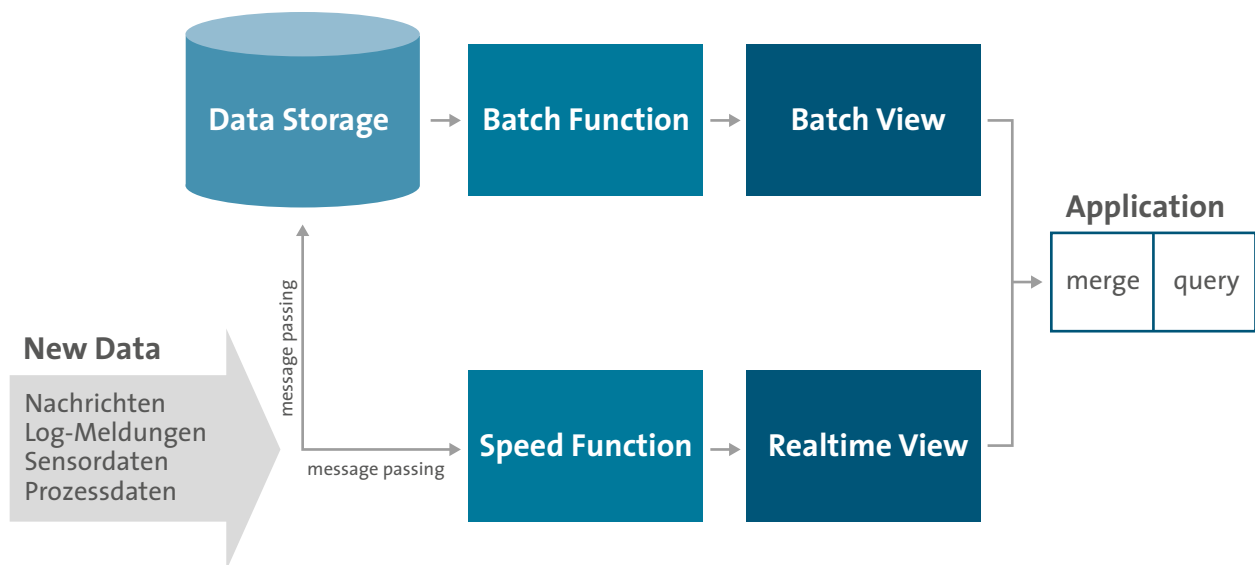 Data Storage
Batch Function
Batch View
Application
merge
query
message passing
New Data
Nachrichten
Log-Meldungen
Sensordaten
Prozessdaten
message passing
Speed Function
Realtime View